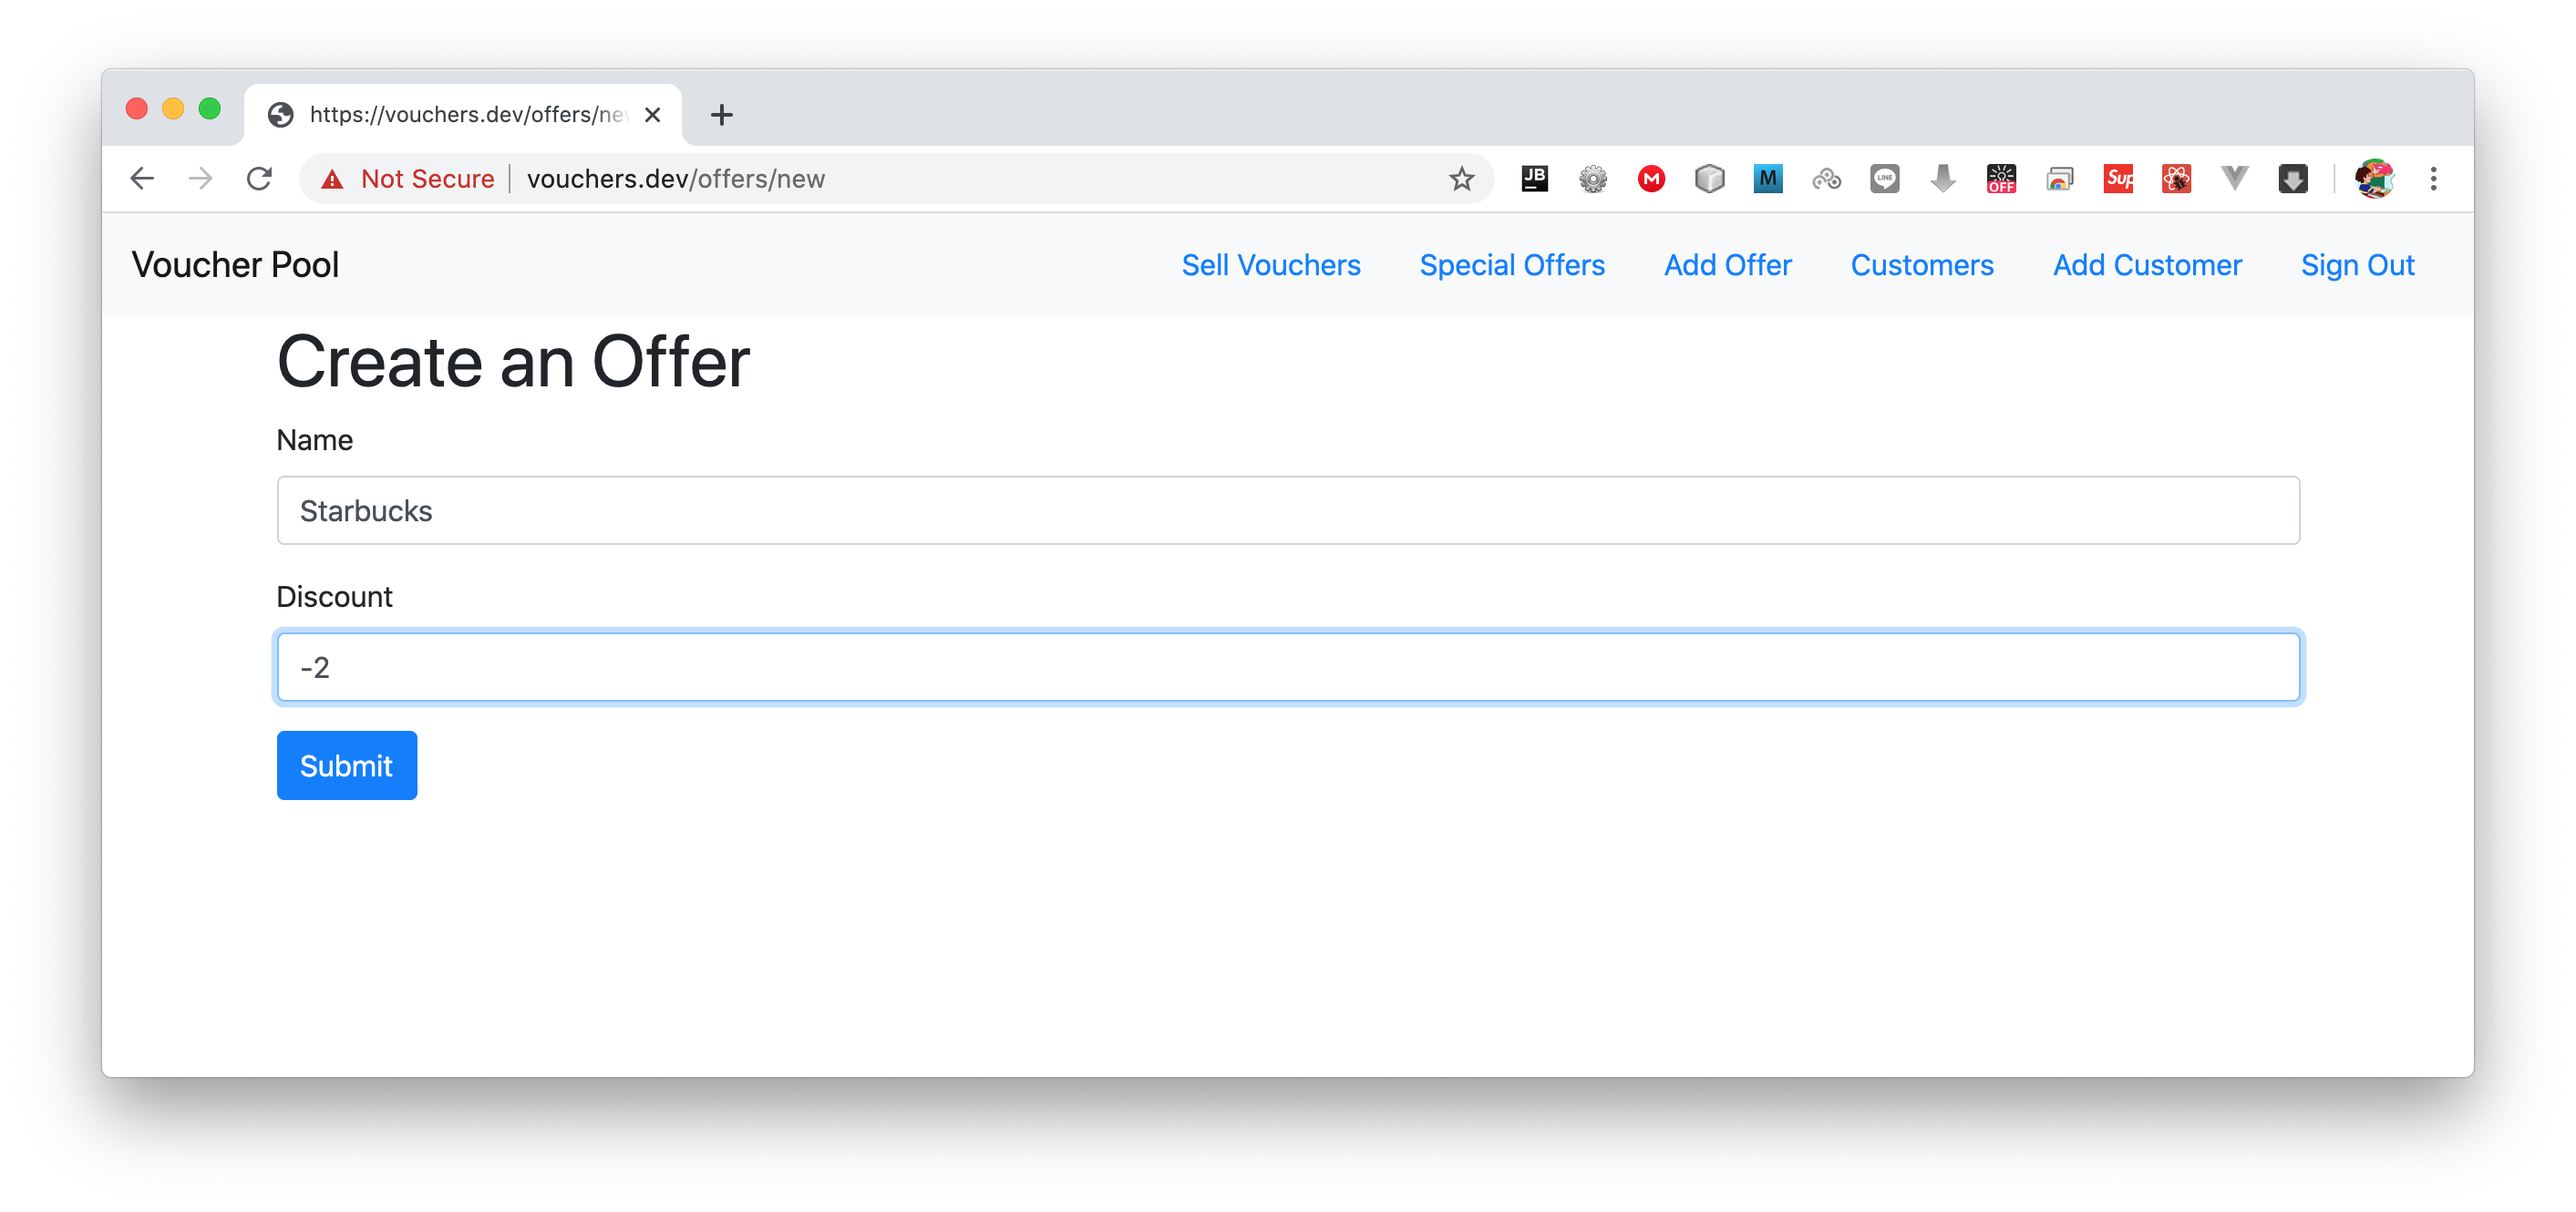 https://vouchers.dev/offers/ne
Not Secure vouchers.dev/offers/new
JB M M LINE OFF Sup
Voucher Pool Sell Vouchers Special Offers Add Offer Customers Add Customer Sign Out
Create an Offer
Name
Starbucks
Discount
-2
Submit